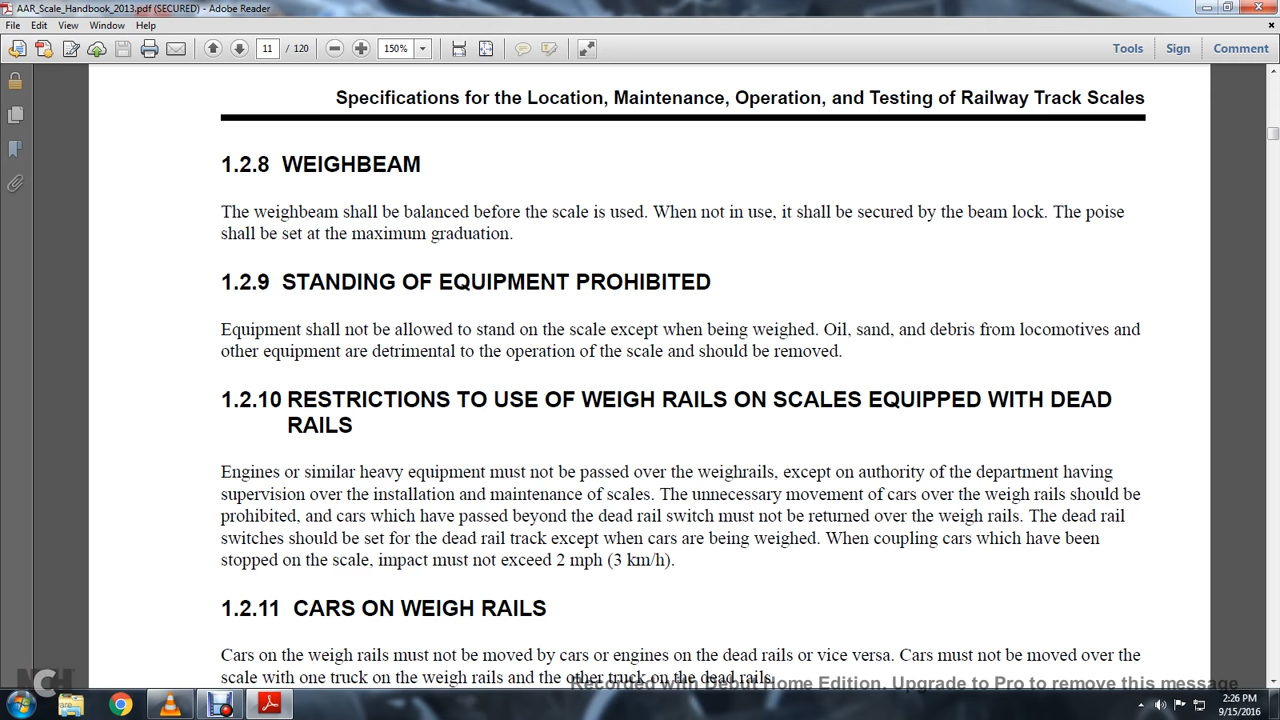 AAR_Scale_Handbook_2013.pdf (SECURED) - Adobe Reader
File Edit View Window Help
11 / 120 150% Tools Sign Comment
Specifications for the Location, Maintenance, Operation, and Testing of Railway Track Scales
1.2.8 WEIGHBEAM
The weighbeam shall be balanced before the scale is used. When not in use, it shall be secured by the beam lock. The poise
shall be set at the maximum graduation.
1.2.9 STANDING OF EQUIPMENT PROHIBITED
Equipment shall not be allowed to stand on the scale except when being weighed. Oil, sand, and debris from locomotives and
other equipment are detrimental to the operation of the scale and should be removed.
1.2.10 RESTRICTIONS TO USE OF WEIGH RAILS ON SCALES EQUIPPED WITH DEAD
RAILS
Engines or similar heavy equipment must not be passed over the weighrails, except on authority of the department having
supervision over the installation and maintenance of scales. The unnecessary movement of cars over the weigh rails should be
prohibited, and cars which have passed beyond the dead rail switch must not be returned over the weigh rails. The dead rail
switches should be set for the dead rail track except when cars are being weighed. When coupling cars which have been
stopped on the scale, impact must not exceed 2 mph (3 km/h).
1.2.11 CARS ON WEIGH RAILS
Cars on the weigh rails must not be moved by cars or engines on the dead rails or vice versa. Cars must not be moved over the
scale with one truck on the weigh rails and the other truck on the dead rails.
Recorded with Debut Home Edition. Upgrade to Pro to remove this message
2:26 PM
9/15/2016